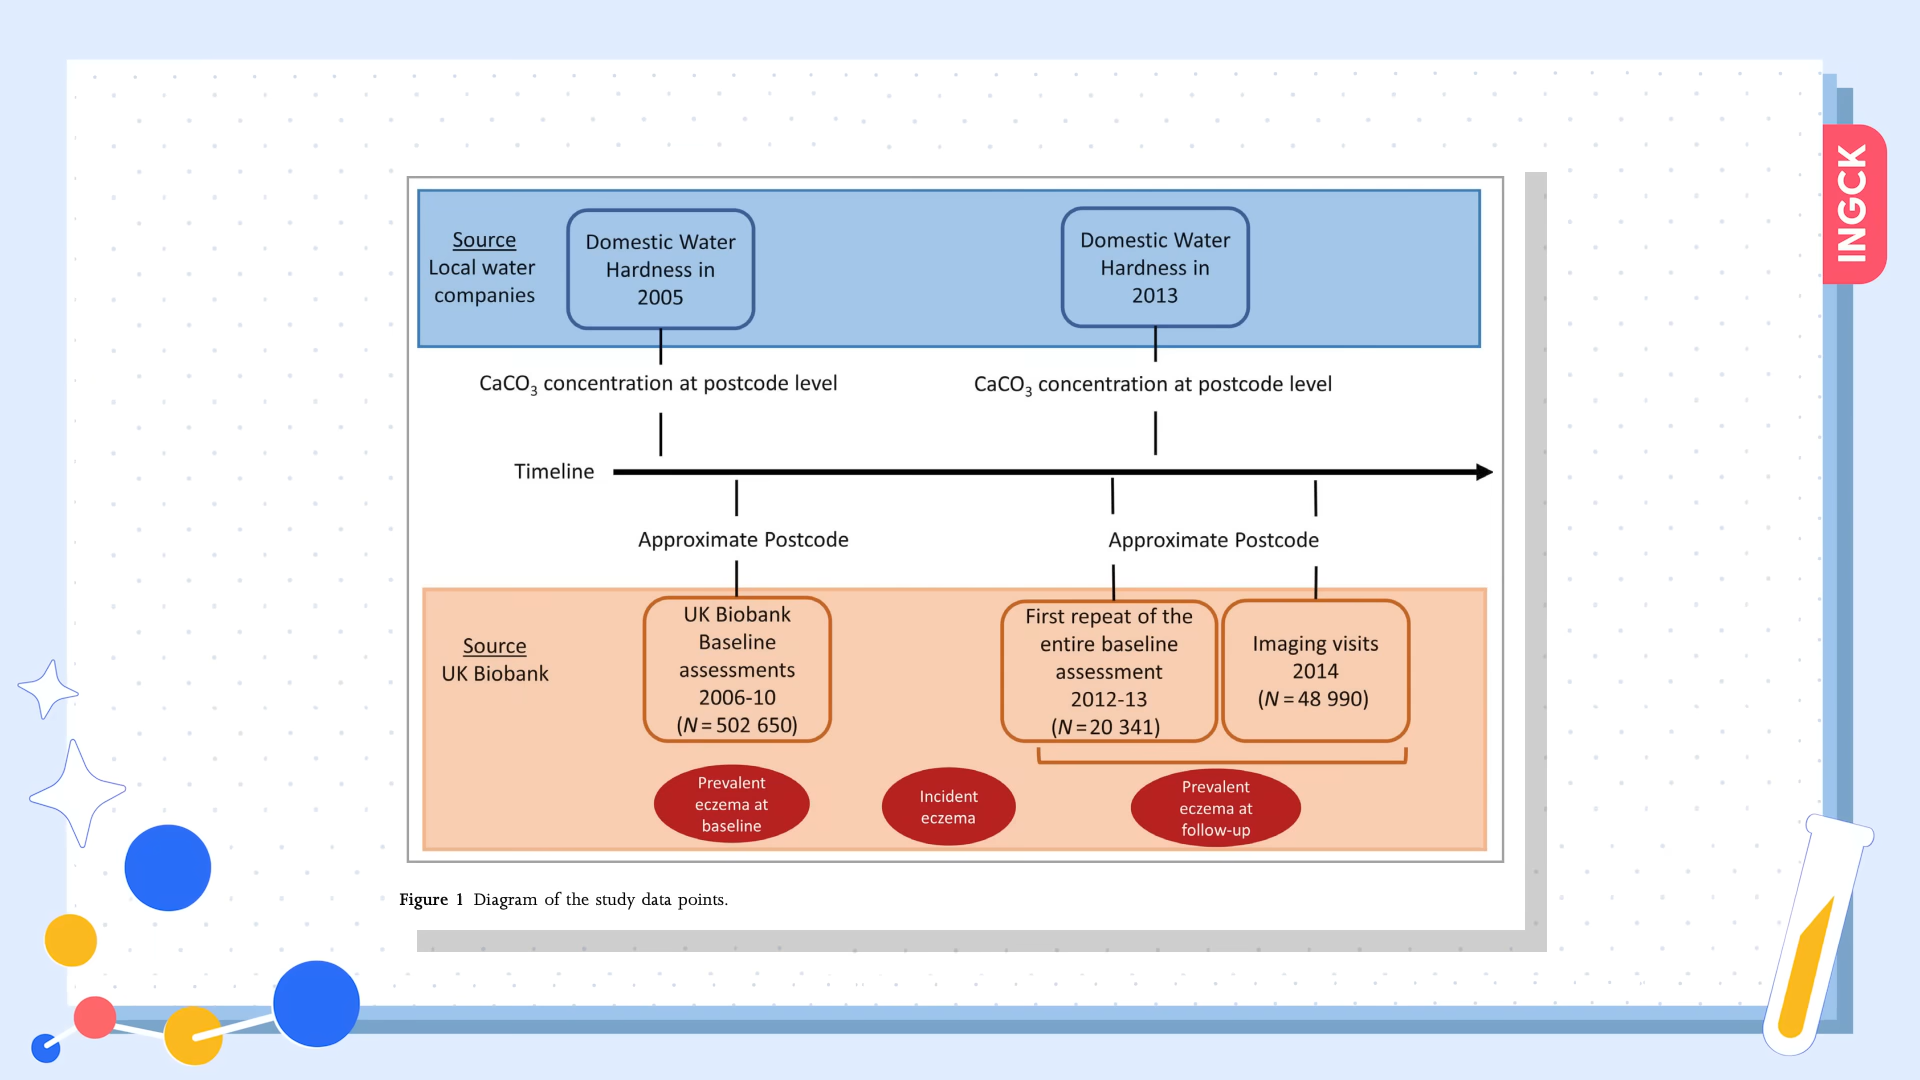 INGCK
Source
Local water
companies
Domestic Water
Hardness in
2005
Domestic Water
Hardness in
2013
CaCO₃ concentration at postcode level
CaCO₃ concentration at postcode level
Timeline
Approximate Postcode
Approximate Postcode
Source
UK Biobank
UK Biobank
Baseline
assessments
2006-10
(N = 502 650)
First repeat of the
entire baseline
assessment
2012-13
(N = 20 341)
Imaging visits
2014
(N = 48 990)
Prevalent
eczema at
baseline
Incident
eczema
Prevalent
eczema at
follow-up
Figure 1 Diagram of the study data points.